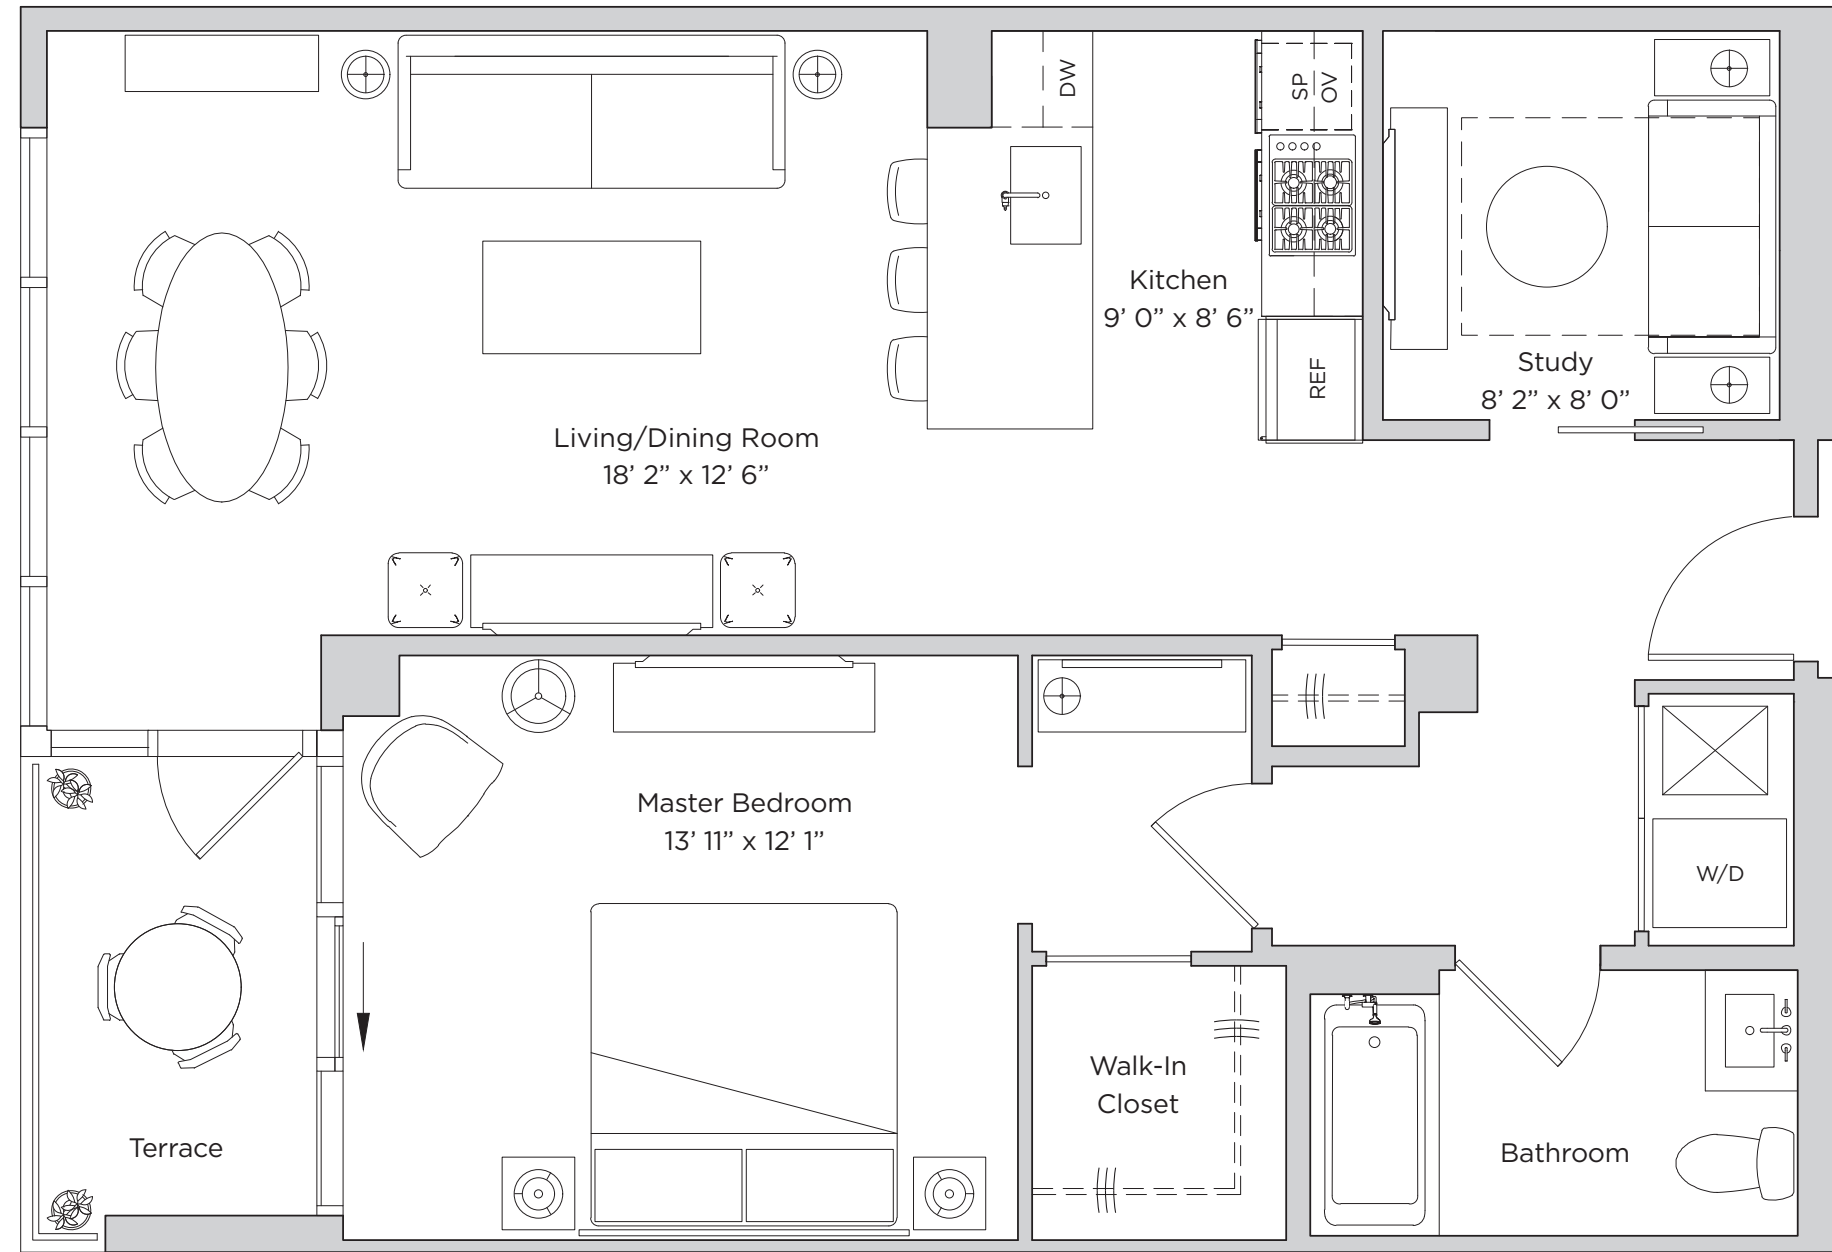 DW
SP
OV
Kitchen
9’ 0” x 8’ 6”
REF
Study
8’ 2” x 8’ 0”
Living/Dining Room
18’ 2” x 12’ 6”
Master Bedroom
13’ 11” x 12’ 1”
W/D
Walk-In
Closet
Terrace
Bathroom